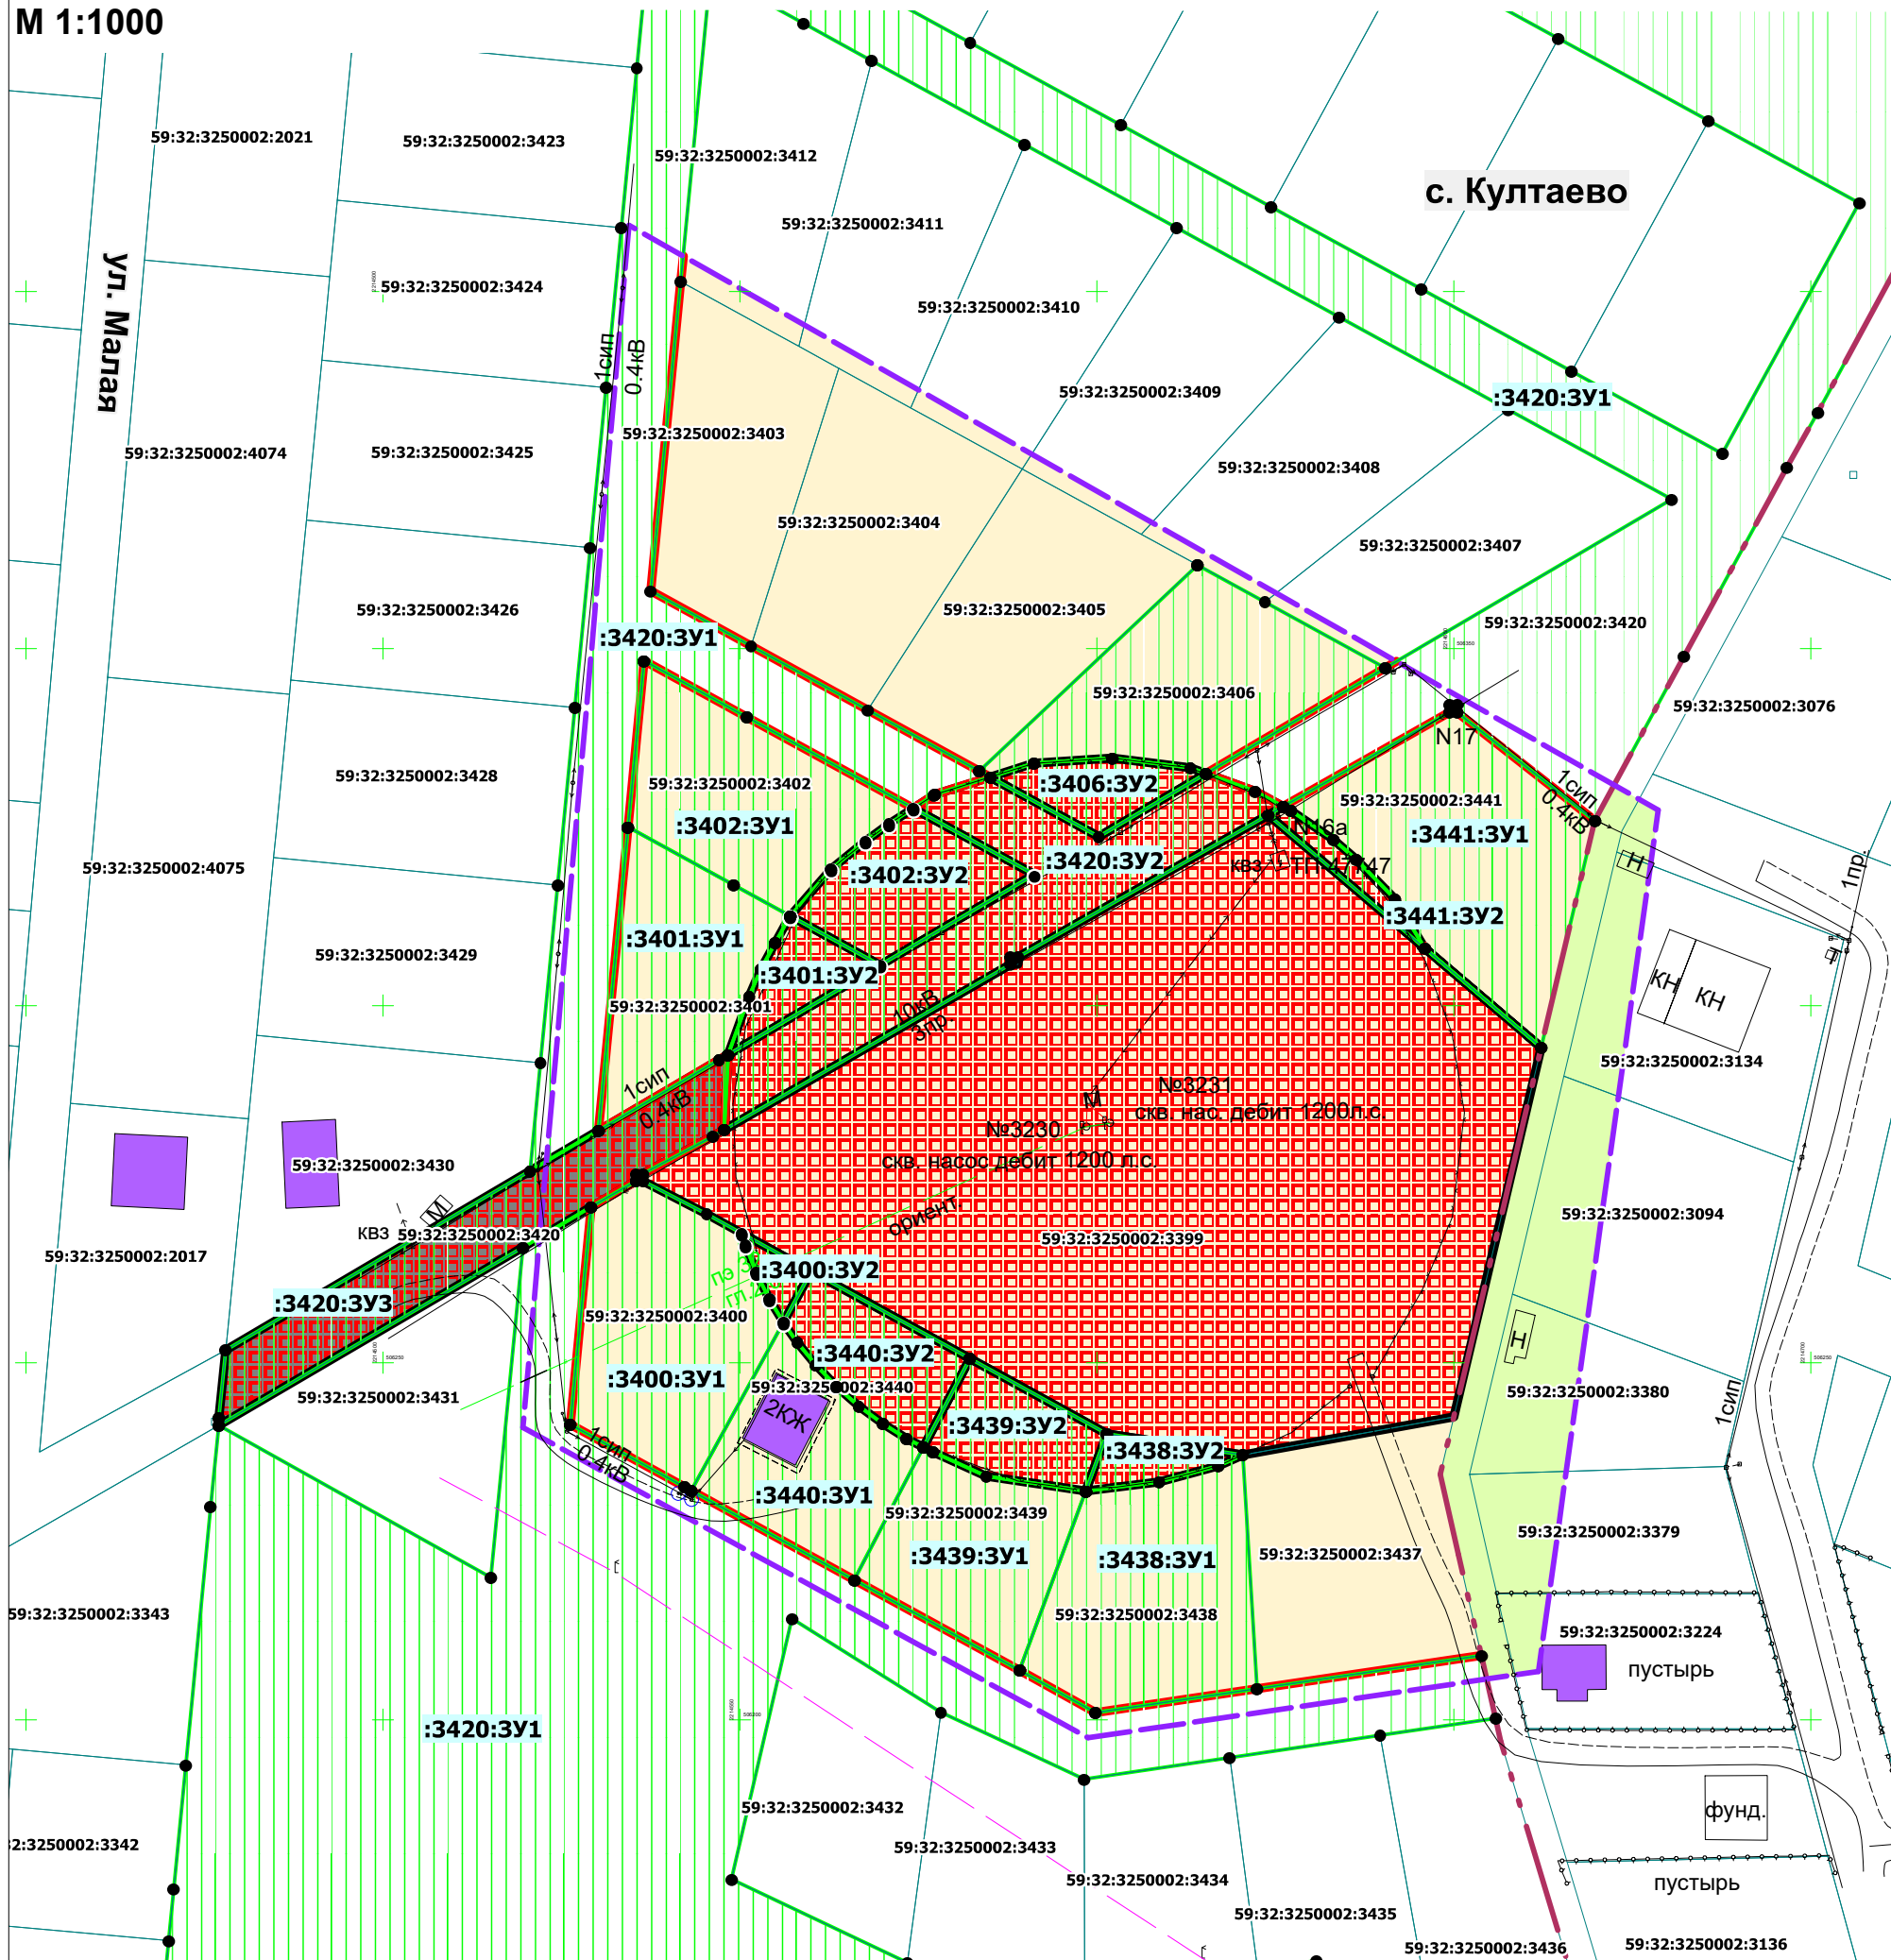 М 1:1000
59:32:3250002:2021
59:32:3250002:3423
59:32:3250002:3412
с. Култаево
59:32:3250002:3411
ул. Малая
59:32:3250002:3424
59:32:3250002:3410
1сип
0.4кВ
59:32:3250002:3409
:3420:ЗУ1
59:32:3250002:3403
59:32:3250002:4074
59:32:3250002:3425
59:32:3250002:3408
59:32:3250002:3404
59:32:3250002:3407
59:32:3250002:3426
59:32:3250002:3405
59:32:3250002:3420
:3420:ЗУ1
59:32:3250002:3406
59:32:3250002:3076
N17
59:32:3250002:3428
59:32:3250002:3402
:3406:ЗУ2
1сип
0.4кВ
59:32:3250002:3441
:3402:ЗУ1
N16а
:3441:ЗУ1
59:32:3250002:4075
:3402:ЗУ2
:3420:ЗУ2
КВЗ
Н
1пр.
:3441:ЗУ2
:3401:ЗУ1
59:32:3250002:3429
:3401:ЗУ2
КН
КН
59:32:3250002:3401
10кВ
3пр.
59:32:3250002:3134
1сип
0.4кВ
№3231
М
скв. нас. дебит 1200л.с.
№3230
скв. насос дебит 1200 л.с.
59:32:3250002:3430
М
ориент.
59:32:3250002:3094
КВЗ
59:32:3250002:3420
59:32:3250002:3399
59:32:3250002:2017
:3400:ЗУ2
:3420:ЗУ3
59:32:3250002:3400
Н
:3440:ЗУ2
:3400:ЗУ1
59:32:3250002:3440
59:32:3250002:3431
59:32:3250002:3380
2КЖ
1сип
:3439:ЗУ2
1сип
0.4кВ
:3438:ЗУ2
:3440:ЗУ1
59:32:3250002:3439
59:32:3250002:3379
:3439:ЗУ1
:3438:ЗУ1
59:32:3250002:3437
59:32:3250002:3343
59:32:3250002:3438
59:32:3250002:3224
пустырь
:3420:ЗУ1
59:32:3250002:3432
фунд.
32:3250002:3342
59:32:3250002:3433
59:32:3250002:3434
пустырь
59:32:3250002:3435
59:32:3250002:3436
59:32:3250002:3136